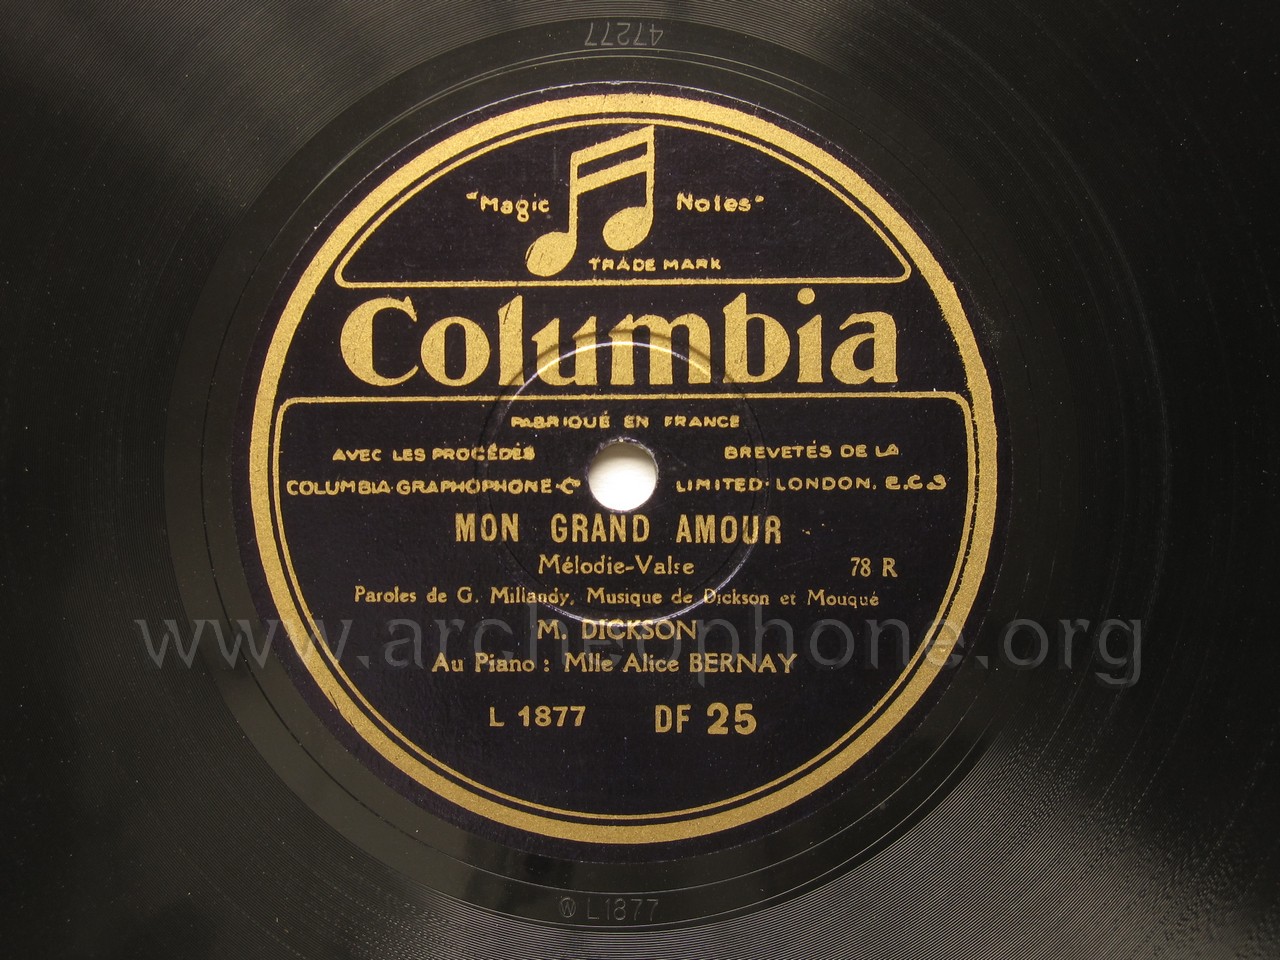 47277
"Magic Notes"
TRADE MARK
Columbia
FABRIQUÉ EN FRANCE
AVEC LES PROCÉDÉS BREVETÉS DE LA
COLUMBIA·GRAPHOPHONE·Cº LIMITED·LONDON. E.C.
MON GRAND AMOUR
Mélodie-Valse 78 R
Paroles de G. Millandy, Musique de Dickson et Mouqué
M. DICKSON
www.archeophone.org
Au Piano : Mlle Alice BERNAY
L 1877 DF 25
Ⓦ L1877